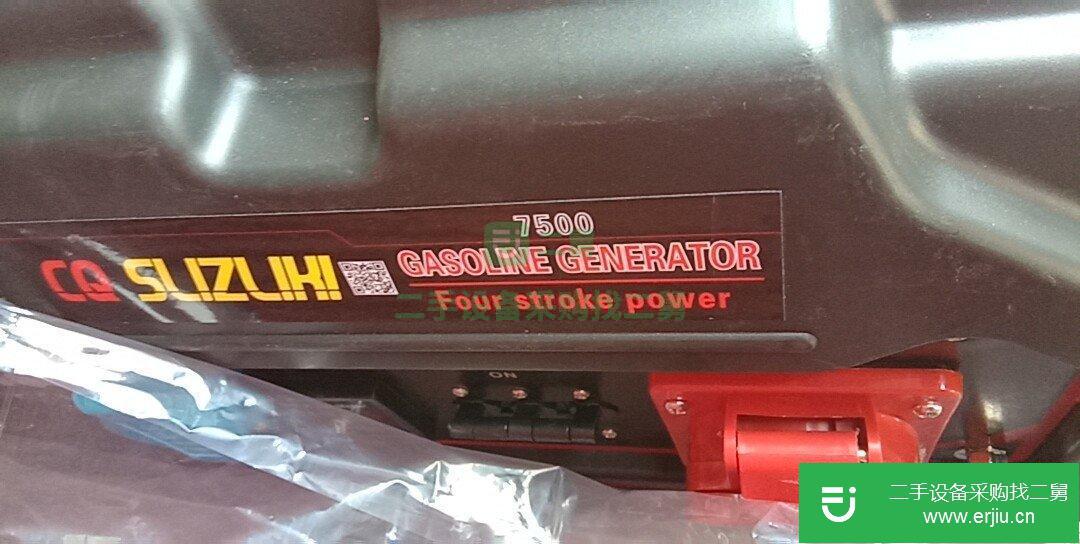 7500
CQ SLIZLIKI
GASOLINE GENERATOR
Four stroke power
二手设备采购找二舅
ON
二手设备采购找二舅
www.erjiu.cn